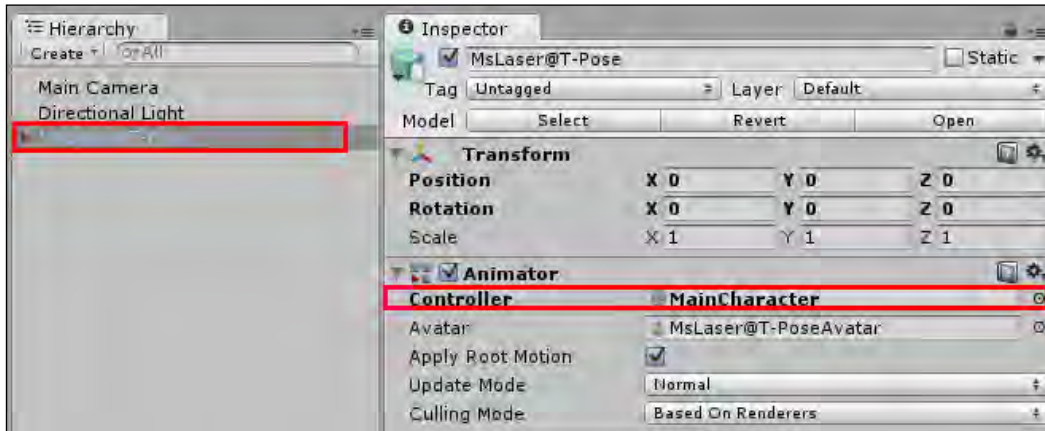 Hierarchy
Create
All
Main Camera
Directional Light
Inspector
MsLaser@T-Pose
Static
Tag Untagged Layer Default
Model Select Revert Open
Transform
Position X 0 Y 0 Z 0
Rotation X 0 Y 0 Z 0
Scale X 1 Y 1 Z 1
Animator
Controller MainCharacter
Avatar MsLaser@T-PoseAvatar
Apply Root Motion
Update Mode Normal
Culling Mode Based On Renderers